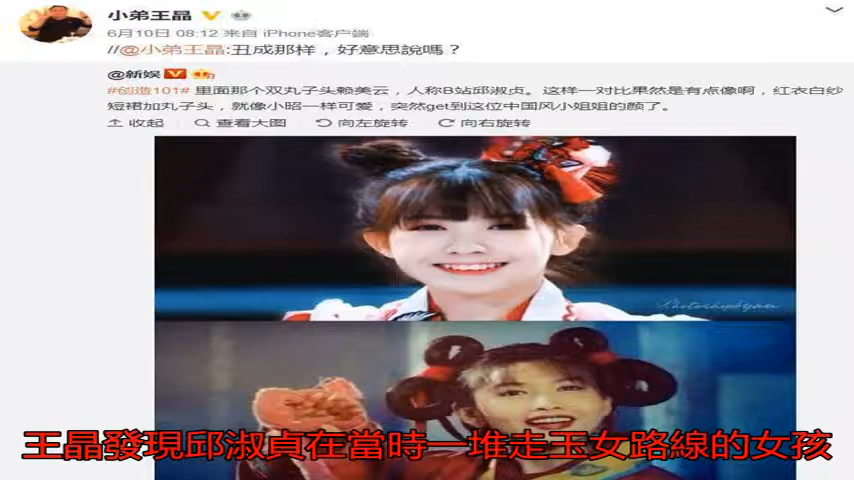 小弟王晶
6月10日 08:12 来自 iPhone客户端
//@小弟王晶:丑成那样，好意思說嗎？
@新娱
#创造101# 里面那个双丸子头赖美云，人称B站邱淑贞。这样一对比果然是有点像啊，红衣白纱
短裙加丸子头，就像小昭一样可爱，突然get到这位中国风小姐姐的颜了。
收起 查看大图 向左旋转 向右旋转
Photoshopbyau
王晶發現邱淑貞在當時一堆走玉女路線的女孩